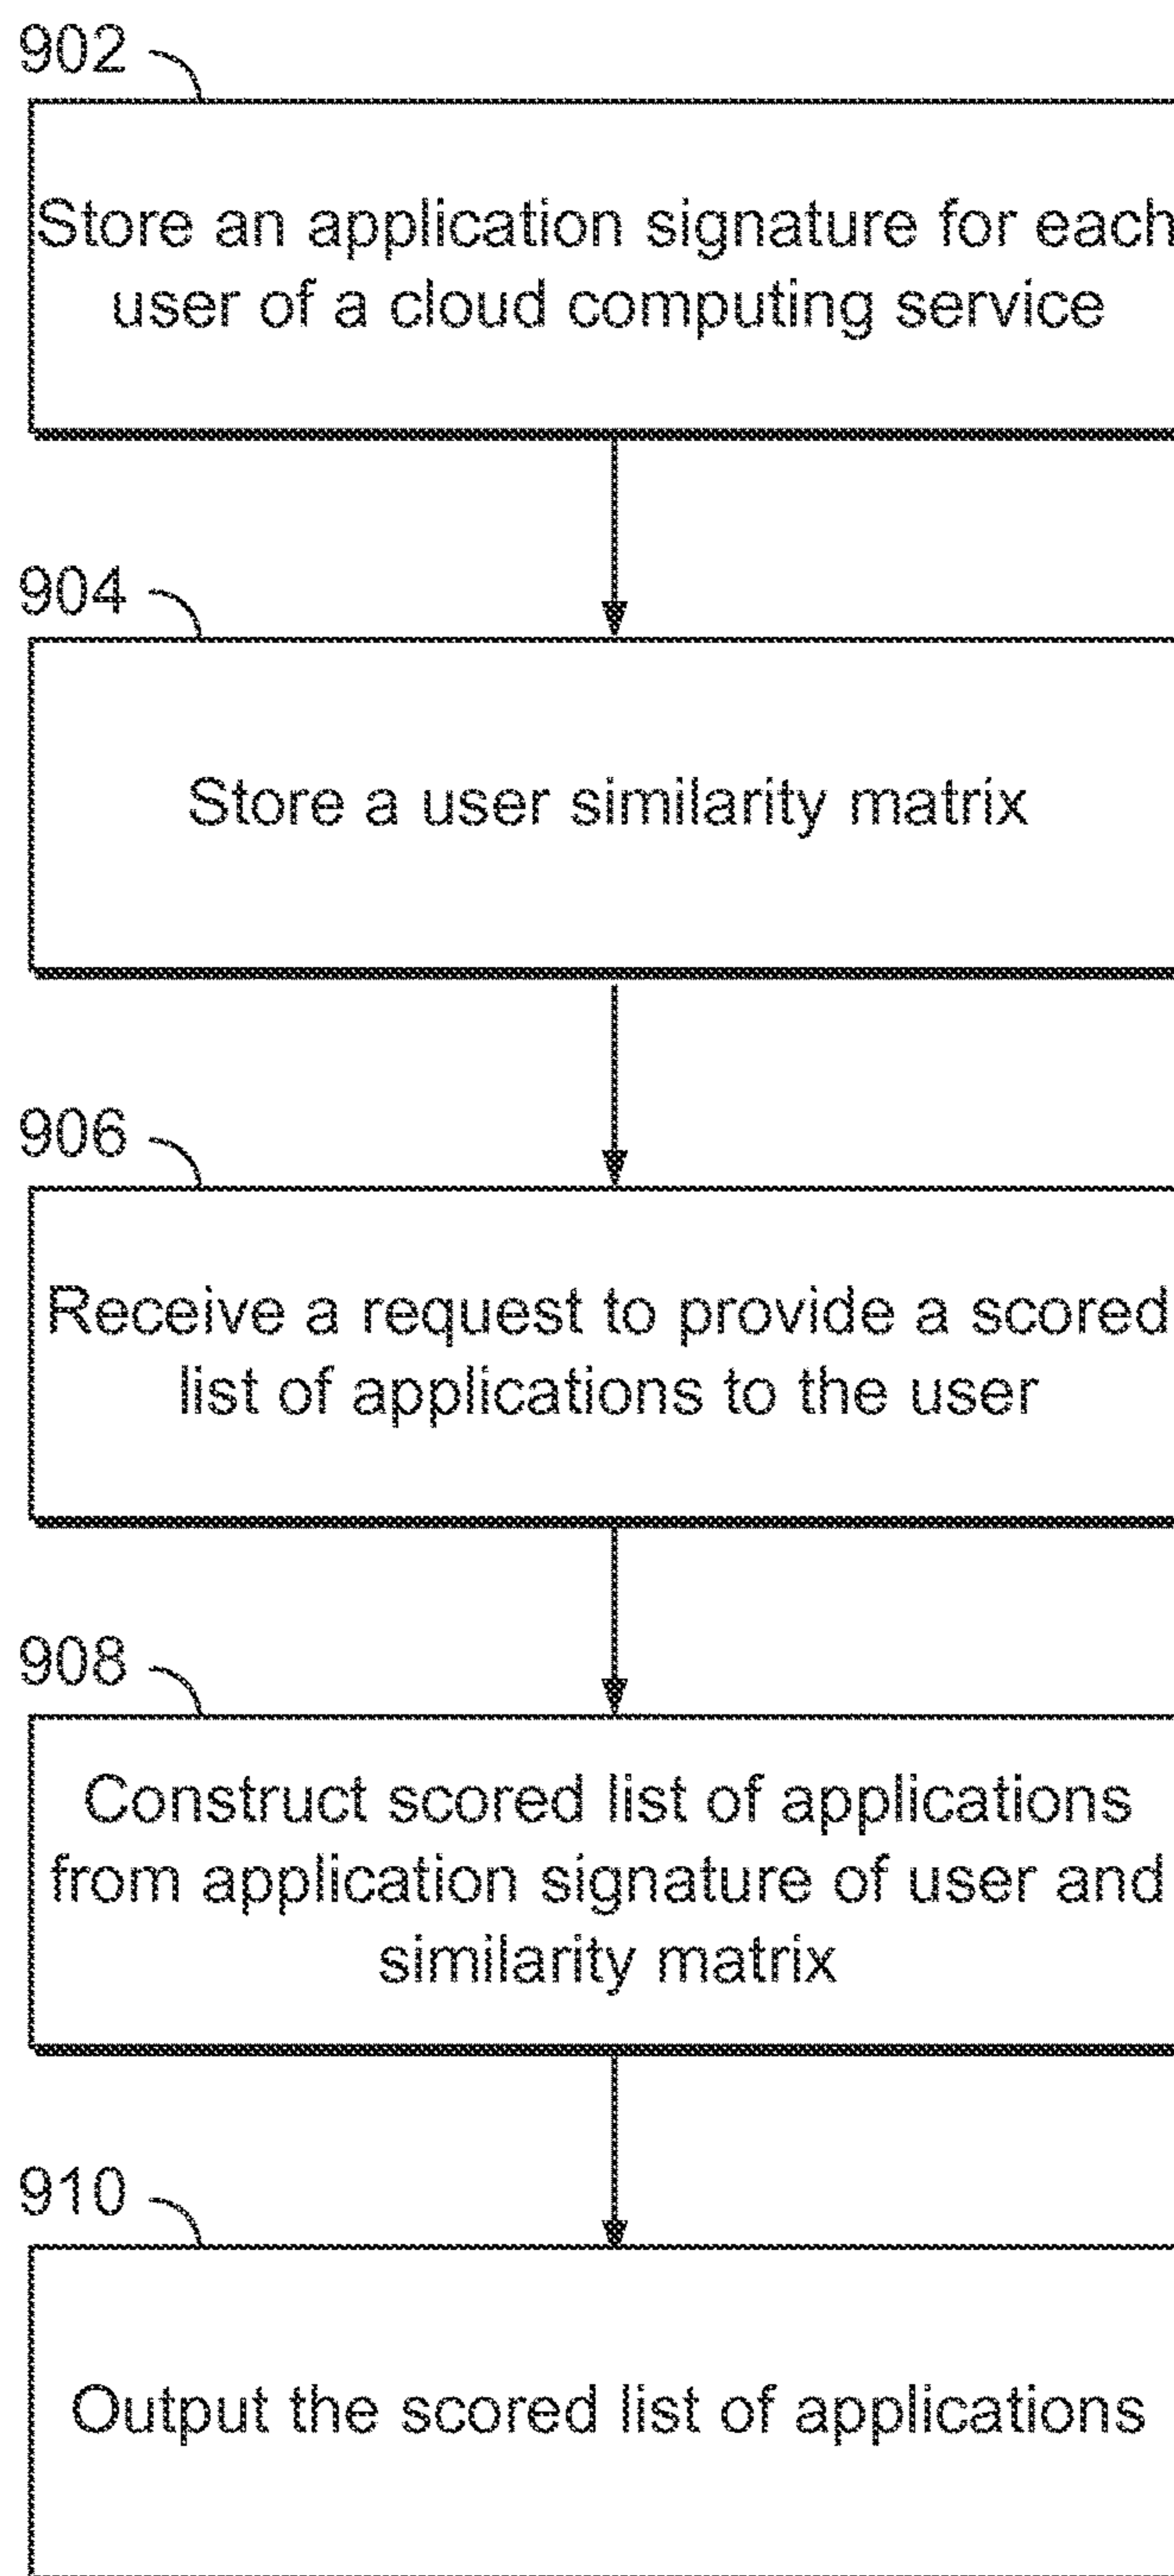 902
Store an application signature for each
user of a cloud computing service
904
Store a user similarity matrix
906
Receive a request to provide a scored
list of applications to the user
908
Construct scored list of applications
from application signature of user and
similarity matrix
910
Output the scored list of applications